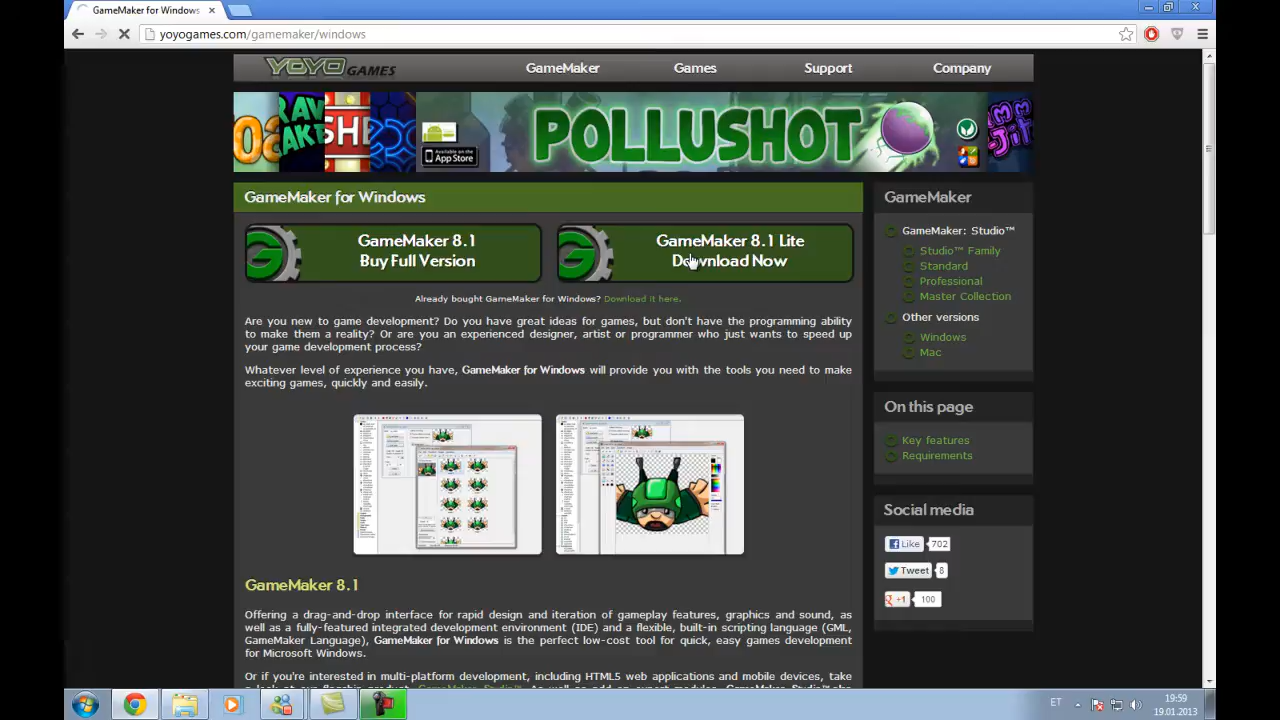 GameMaker for Windows
yoyogames.com/gamemaker/windows
YOYO GAMES
GameMaker
Games
Support
Company
POLLUSHOT
Available on the
App Store
GameMaker for Windows
GameMaker 8.1
Buy Full Version
GameMaker 8.1 Lite
Download Now
Already bought GameMaker for Windows? Download it here.
Are you new to game development? Do you have great ideas for games, but don't have the programming ability
to make them a reality? Or are you an experienced designer, artist or programmer who just wants to speed up
your game development process?
Whatever level of experience you have, GameMaker for Windows will provide you with the tools you need to make
exciting games, quickly and easily.
GameMaker 8.1
Offering a drag-and-drop interface for rapid design and iteration of gameplay features, graphics and sound, as
well as a fully-featured integrated development environment (IDE) and a flexible, built-in scripting language (GML,
GameMaker Language), GameMaker for Windows is the perfect low-cost tool for quick, easy games development
for Microsoft Windows.
Or if you're interested in multi-platform development, including HTML5 web applications and mobile devices, take
GameMaker
GameMaker: Studio™
Studio™ Family
Standard
Professional
Master Collection
Other versions
Windows
Mac
On this page
Key features
Requirements
Social media
Like 702
Tweet 8
+1 100
ET
19:59
19.01.2013